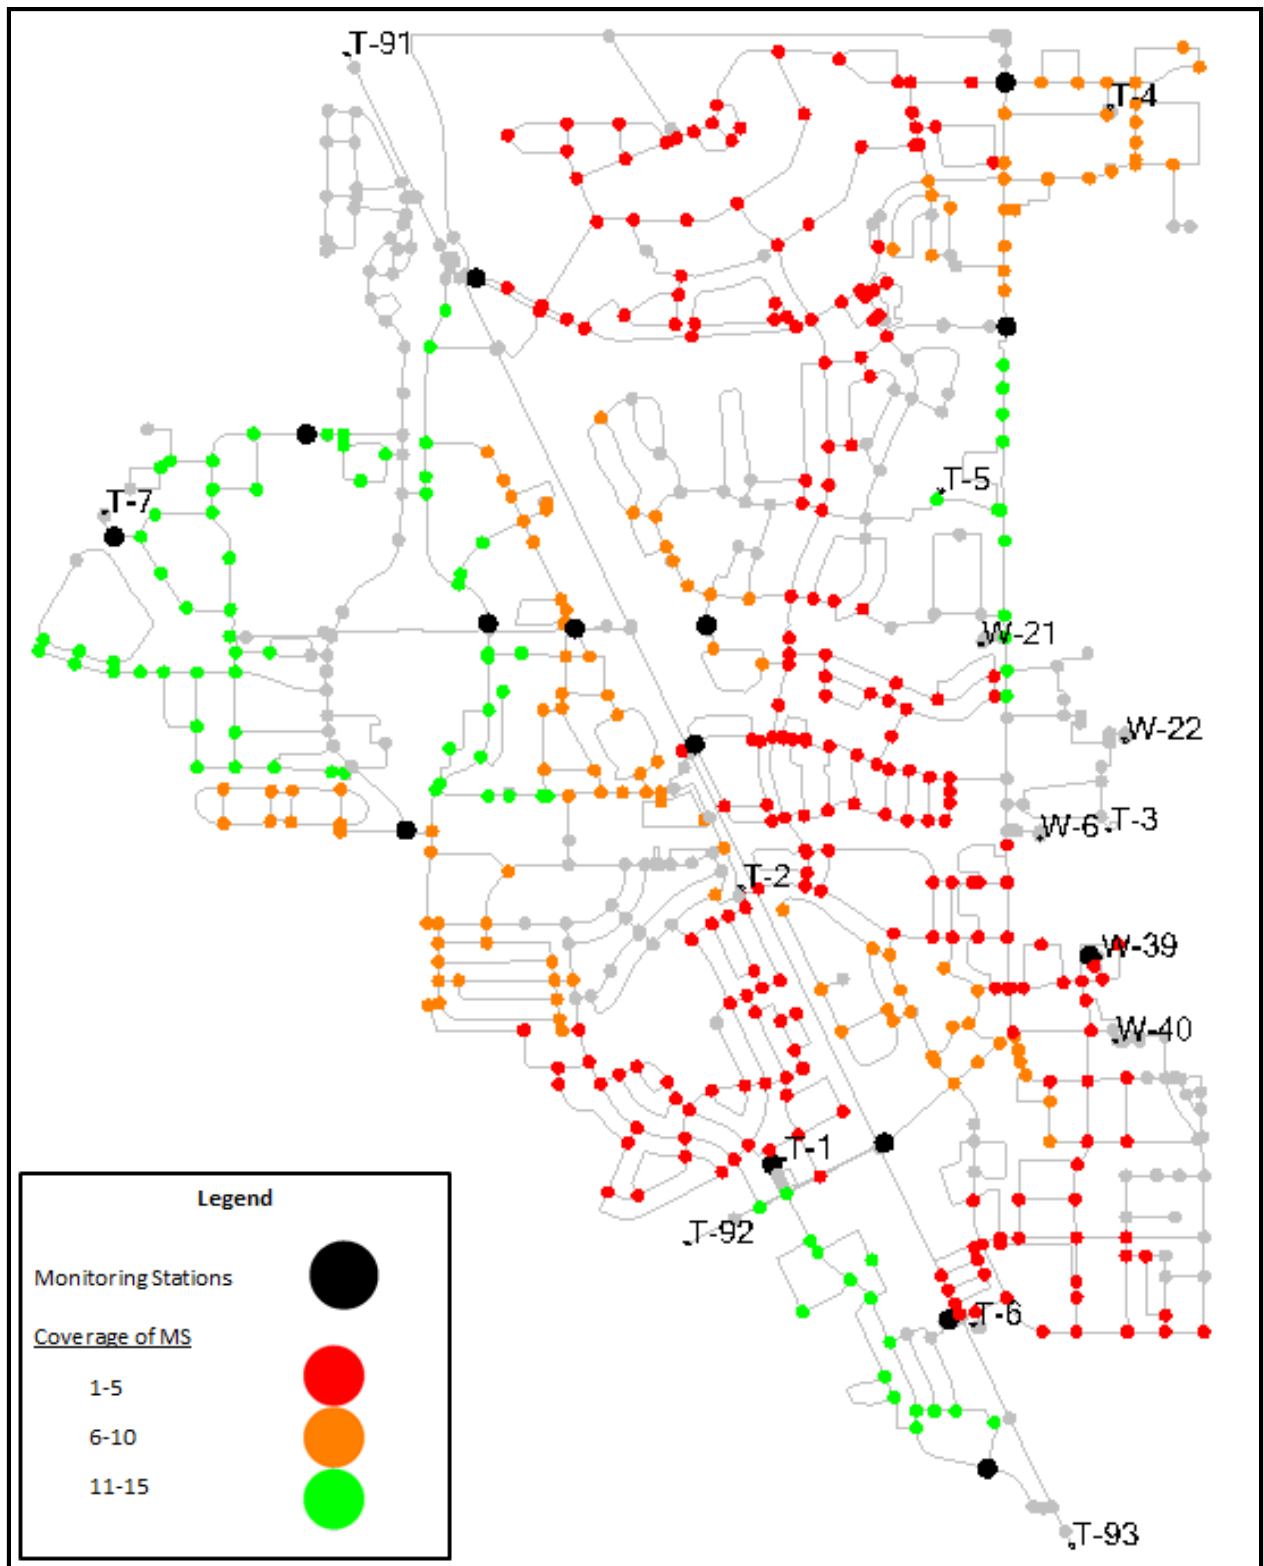 T-91
T-4
T-5
T-7
W-21
W-22
W-6
T-3
T-2
W-39
W-40
T-1
T-92
T-6
T-93
Legend
Monitoring Stations
Coverage of MS
1-5
6-10
11-15